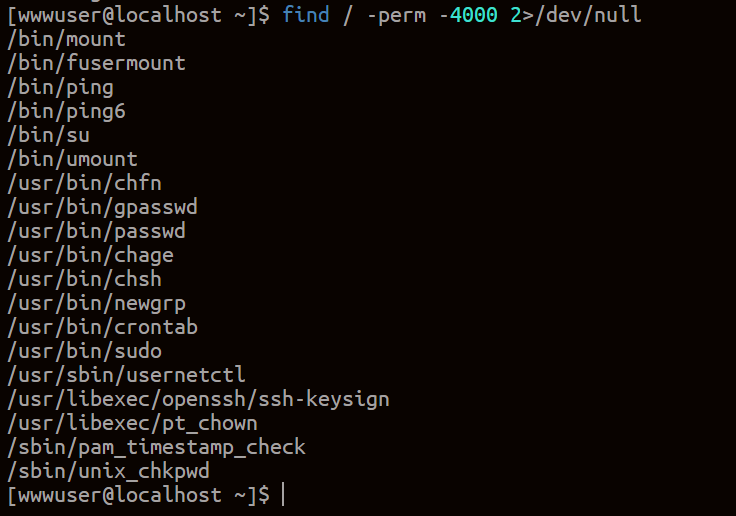 [wwwuser@localhost ~]$ find / -perm -4000 2>/dev/null
/bin/mount
/bin/fusermount
/bin/ping
/bin/ping6
/bin/su
/bin/umount
/usr/bin/chfn
/usr/bin/gpasswd
/usr/bin/passwd
/usr/bin/chage
/usr/bin/chsh
/usr/bin/newgrp
/usr/bin/crontab
/usr/bin/sudo
/usr/sbin/usernetctl
/usr/libexec/openssh/ssh-keysign
/usr/libexec/pt_chown
/sbin/pam_timestamp_check
/sbin/unix_chkpwd
[wwwuser@localhost ~]$